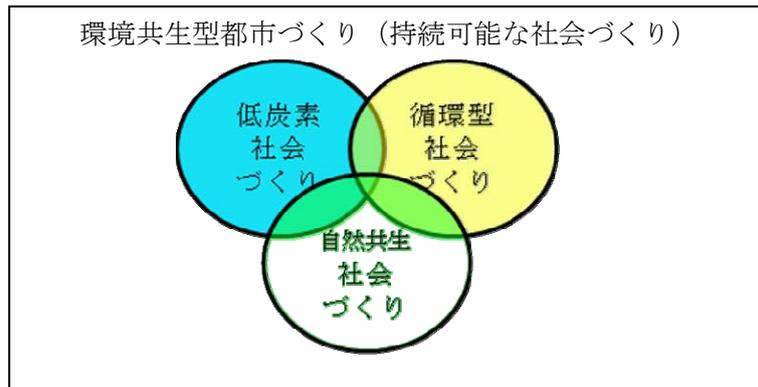 環境共生型都市づくり（持続可能な社会づくり）
低炭素
社会
づくり
循環型
社会
づくり
自然共生
社会
づくり